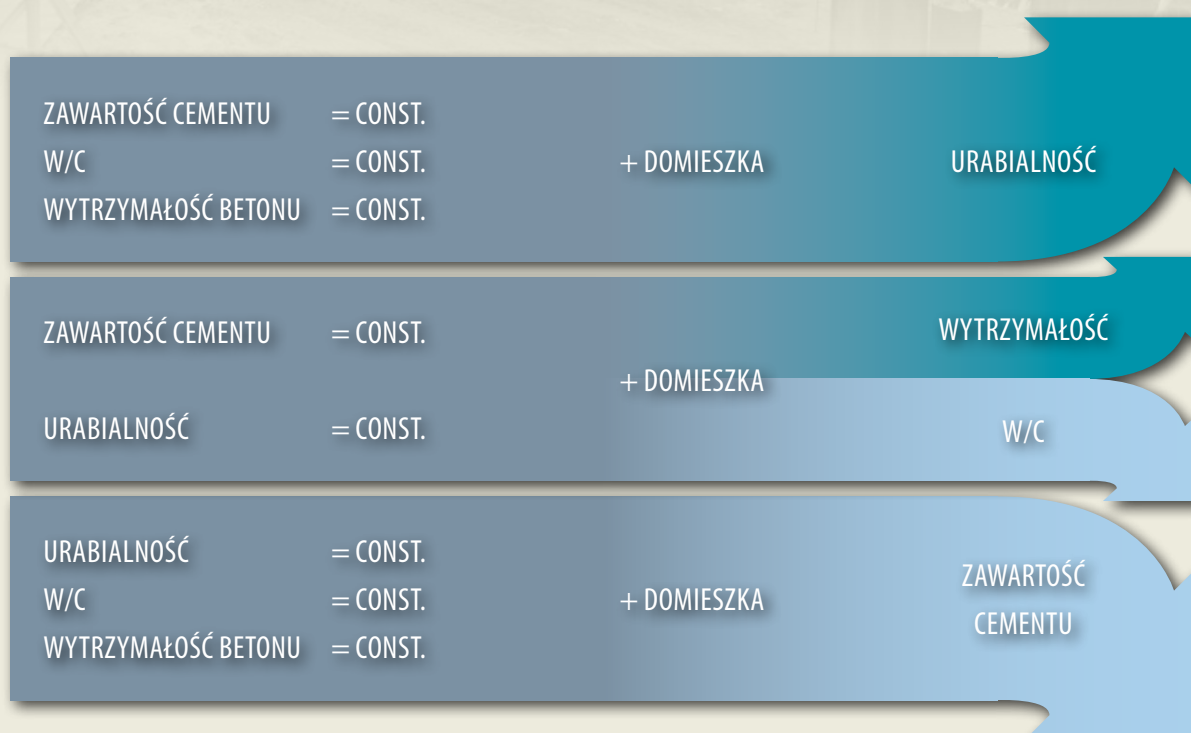 ZAWARTOŚĆ CEMENTU = CONST.
W/C = CONST.
WYTRZYMAŁOŚĆ BETONU = CONST.
+ DOMIESZKA
URABIALNOŚĆ
ZAWARTOŚĆ CEMENTU = CONST.
URABIALNOŚĆ = CONST.
+ DOMIESZKA
WYTRZYMAŁOŚĆ
W/C
URABIALNOŚĆ = CONST.
W/C = CONST.
WYTRZYMAŁOŚĆ BETONU = CONST.
+ DOMIESZKA
ZAWARTOŚĆ
CEMENTU